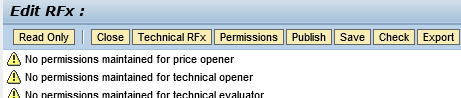 Edit RFx :
Read Only Close Technical RFx Permissions Publish Save Check Export
No permissions maintained for price opener
No permissions maintained for technical opener
No permissions maintained for technical evaluator